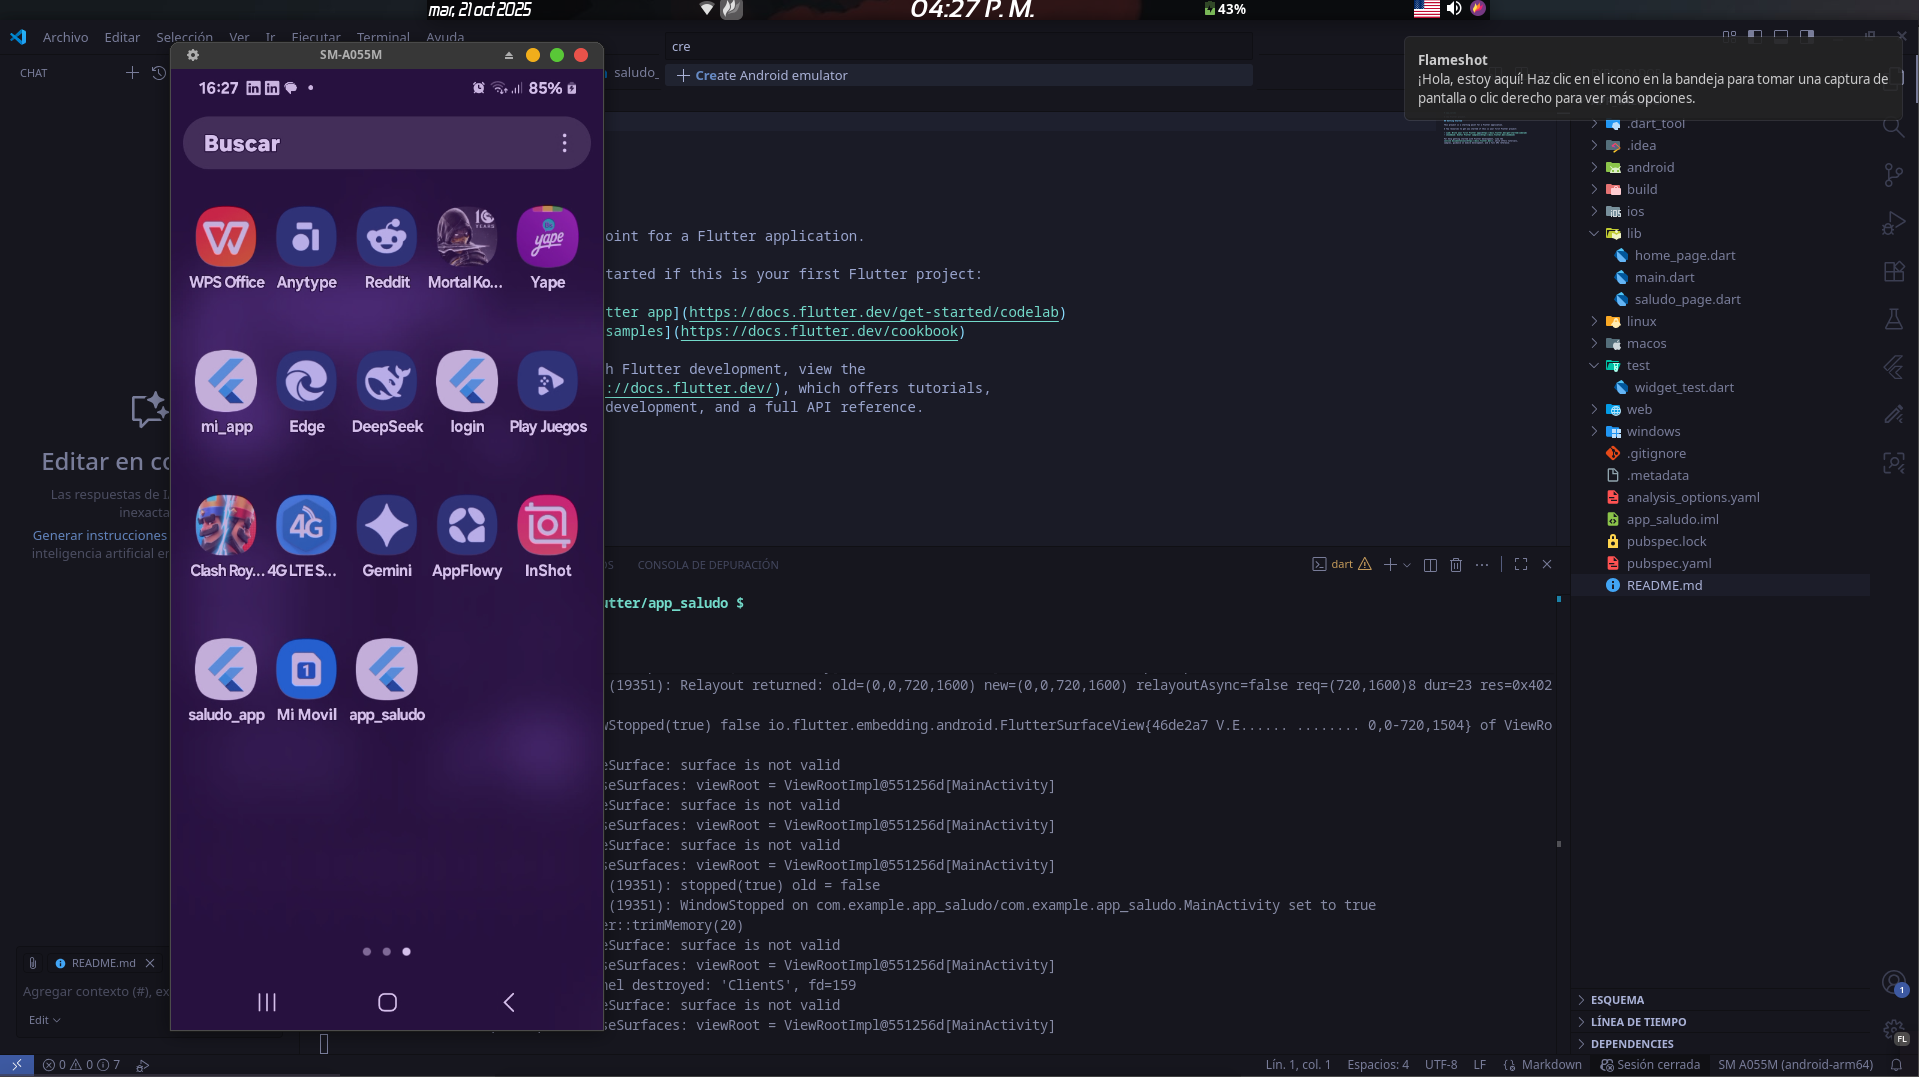 mar, 21 oct 2025
04:27 P. M.
43%
Archivo Editar Selección Ver Ir Ejecutar Terminal Ayuda
CHAT
saludo_
cre
Create Android emulator
Flameshot
¡Hola, estoy aquí! Haz clic en el icono en la bandeja para tomar una captura de
pantalla o clic derecho para ver más opciones.
SM-A055M
16:27
85%
Buscar
WPS Office Anytype Reddit Mortal Ko... Yape
mi_app Edge DeepSeek login Play Juegos
4G
Clash Roy... 4G LTE S... Gemini AppFlowy InShot
saludo_app Mi Movil app_saludo
Editar en co
Las respuestas de I
inexacta
Generar instrucciones
inteligencia artificial e
README.md
Agregar contexto (#), ex
Edit
oint for a Flutter application.
tarted if this is your first Flutter project:
tter app](https://docs.flutter.dev/get-started/codelab)
samples](https://docs.flutter.dev/cookbook)
h Flutter development, view the
://docs.flutter.dev/), which offers tutorials,
development, and a full API reference.
OS CONSOLA DE DEPURACIÓN
dart
utter/app_saludo $
(19351): Relayout returned: old=(0,0,720,1600) new=(0,0,720,1600) relayoutAsync=false req=(720,1600)8 dur=23 res=0x402
wStopped(true) false io.flutter.embedding.android.FlutterSurfaceView{46de2a7 V.E...... ........ 0,0-720,1504} of ViewRo
eSurface: surface is not valid
seSurfaces: viewRoot = ViewRootImpl@551256d[MainActivity]
eSurface: surface is not valid
seSurfaces: viewRoot = ViewRootImpl@551256d[MainActivity]
eSurface: surface is not valid
seSurfaces: viewRoot = ViewRootImpl@551256d[MainActivity]
(19351): stopped(true) old = false
(19351): WindowStopped on com.example.app_saludo/com.example.app_saludo.MainActivity set to true
er::trimMemory(20)
eSurface: surface is not valid
seSurfaces: viewRoot = ViewRootImpl@551256d[MainActivity]
nel destroyed: 'ClientS', fd=159
eSurface: surface is not valid
seSurfaces: viewRoot = ViewRootImpl@551256d[MainActivity]
.dart_tool
.idea
android
build
ios
lib
home_page.dart
main.dart
saludo_page.dart
linux
macos
test
widget_test.dart
web
windows
.gitignore
.metadata
analysis_options.yaml
app_saludo.iml
pubspec.lock
pubspec.yaml
README.md
ESQUEMA
LÍNEA DE TIEMPO
DEPENDENCIES
1
FL
0 0 7
Lín. 1, col. 1 Espacios: 4 UTF-8 LF Markdown Sesión cerrada SM A055M (android-arm64)